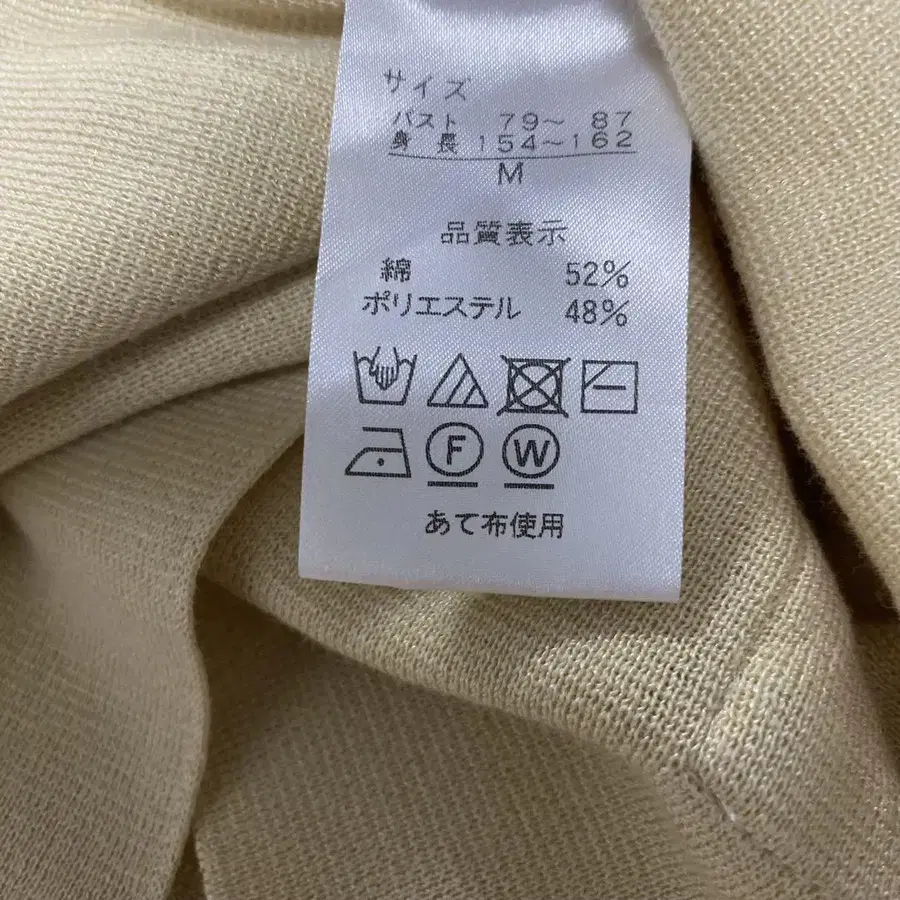 サイズ
バスト 79～ 87
身長 154～162
M
品質表示
綿 52%
ポリエステル 48%
F W
あて布使用